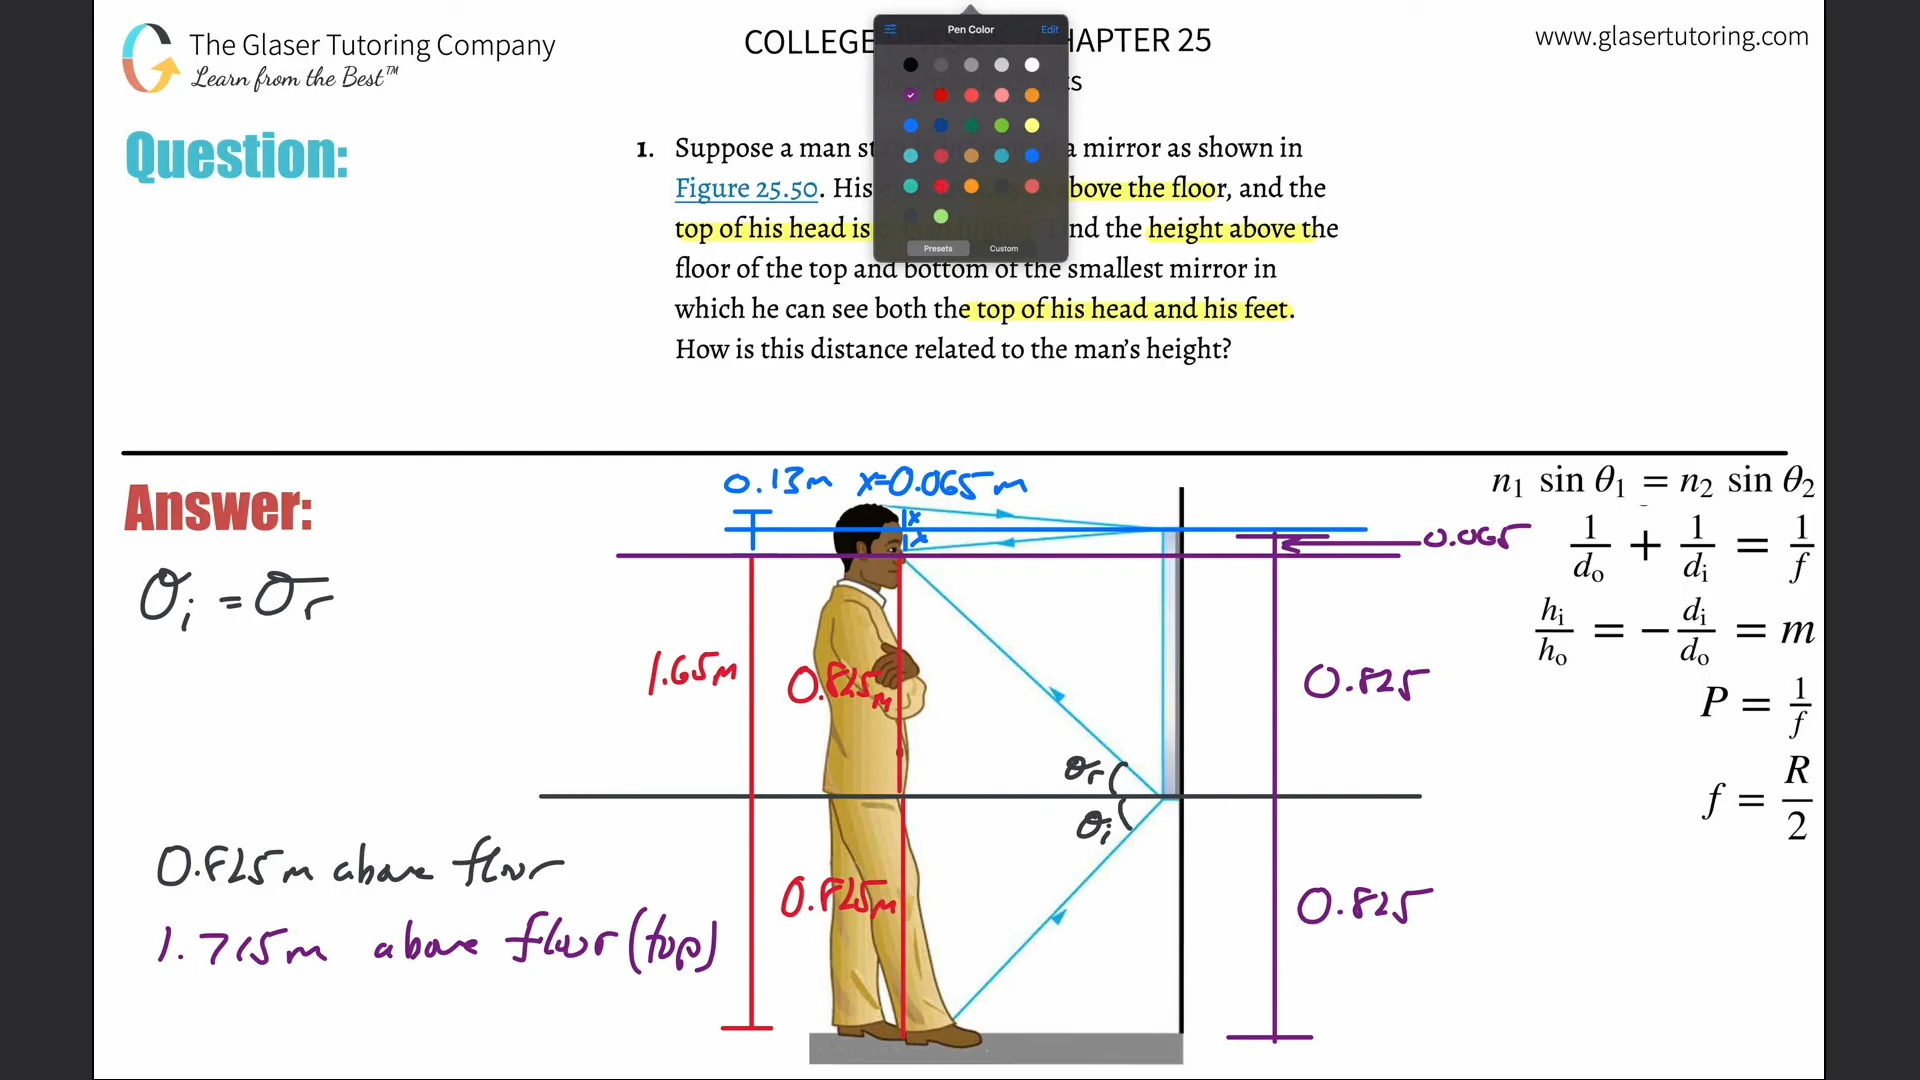 The Glaser Tutoring Company
Learn from the Best™
COLLEGE
HAPTER 25
www.glasertutoring.com
Pen Color
Edit
Presets
Custom
Question:
1. Suppose a man a mirror as shown in
Figure 25.50. His above the floor, and the
top of his head is the height above the
floor of the top and bottom of the smallest mirror in
which he can see both the top of his head and his feet.
How is this distance related to the man's height?
Answer:
0.13m x=0.065m
x
x
0.065
θi = θr
1.65m
0.825m
0.825
θr
θi
0.825m above floor
0.825m
0.825
1.715m above floor (top)
n1 sin θ1 = n2 sin θ2
1/do + 1/di = 1/f
hi/ho = −di/do = m
P = 1/f
f = R/2